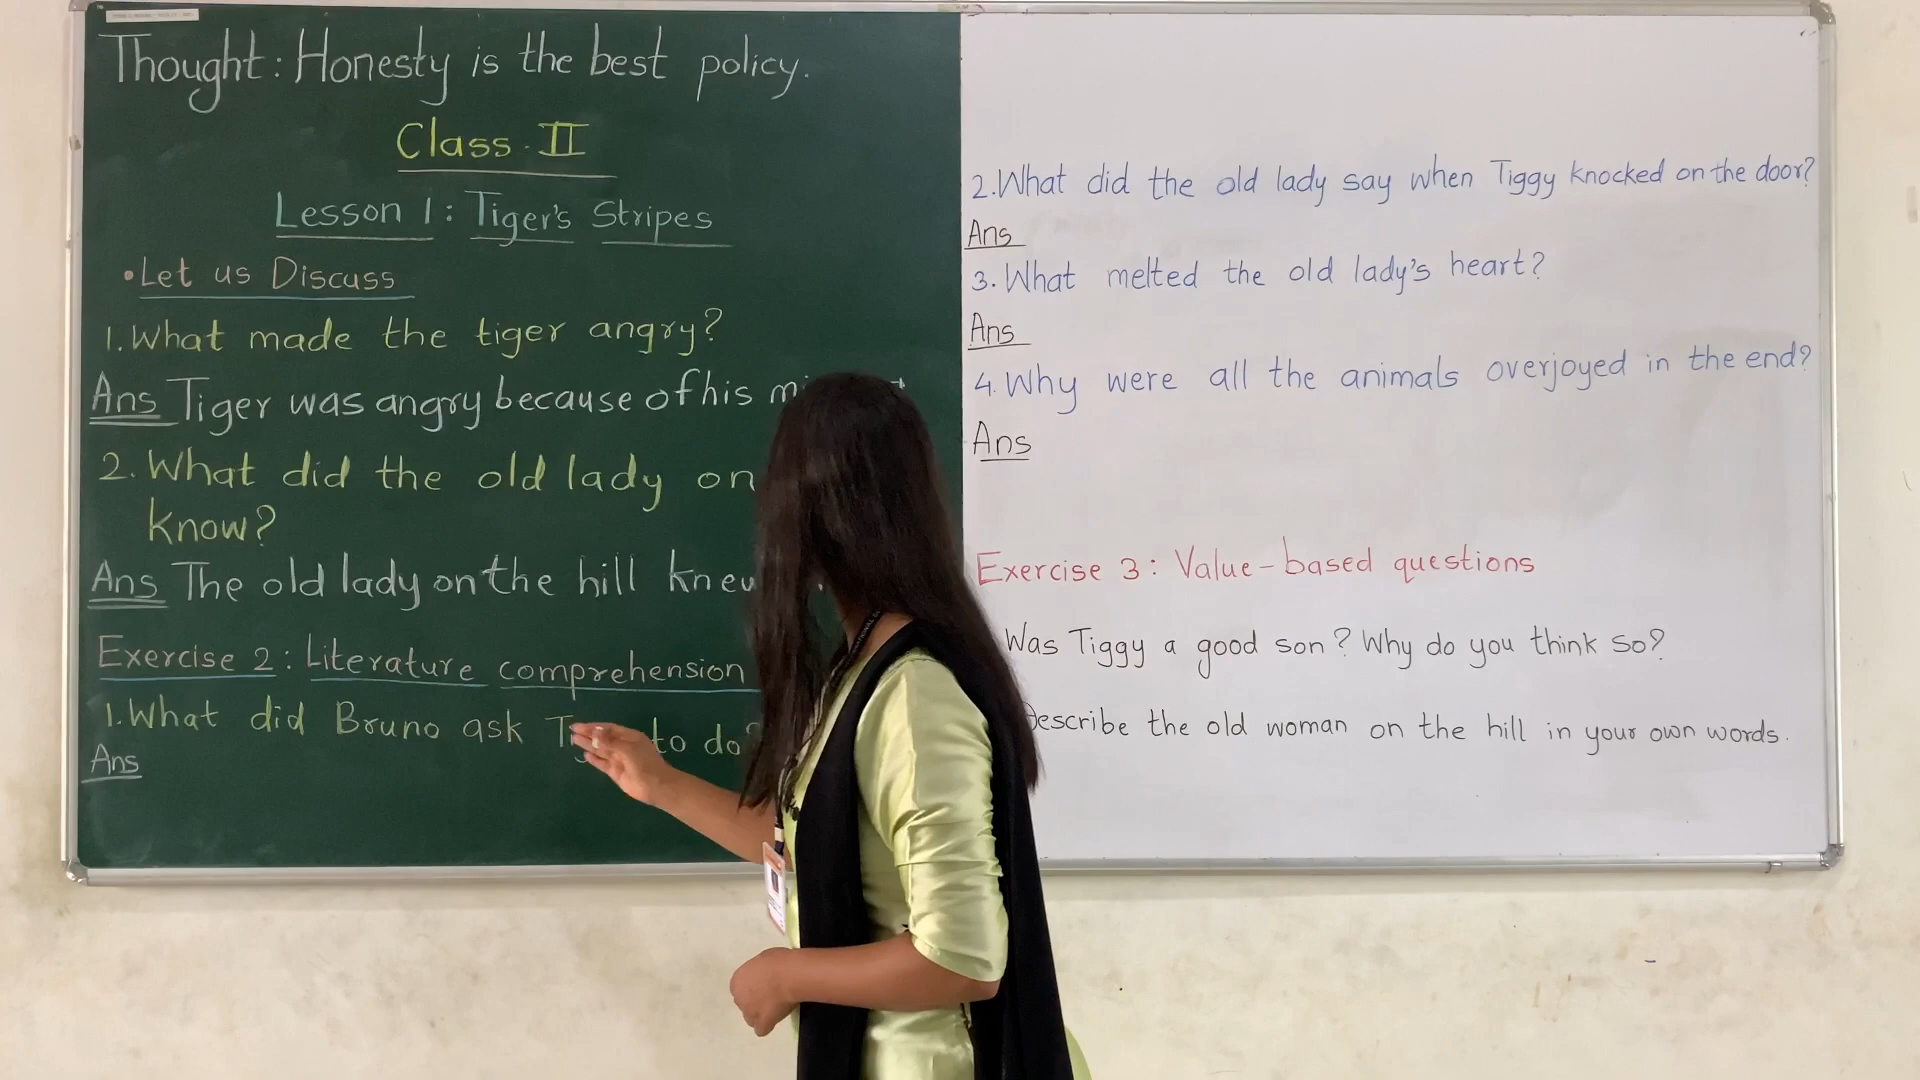 Thought: Honesty is the best policy.
Class - II
Lesson 1: Tiger's Stripes
• Let us Discuss
1. What made the tiger angry?
Ans Tiger was angry because of his
2. What did the old lady on
know?
Ans The old lady on the hill knew
Exercise 2: Literature comprehension
1. What did Bruno ask to do?
Ans
2. What did the old lady say when Tiggy knocked on the door?
Ans
3. What melted the old lady's heart?
Ans
4. Why were all the animals overjoyed in the end?
Ans
Exercise 3: Value-based questions
Was Tiggy a good son? Why do you think so?
Describe the old woman on the hill in your own words.